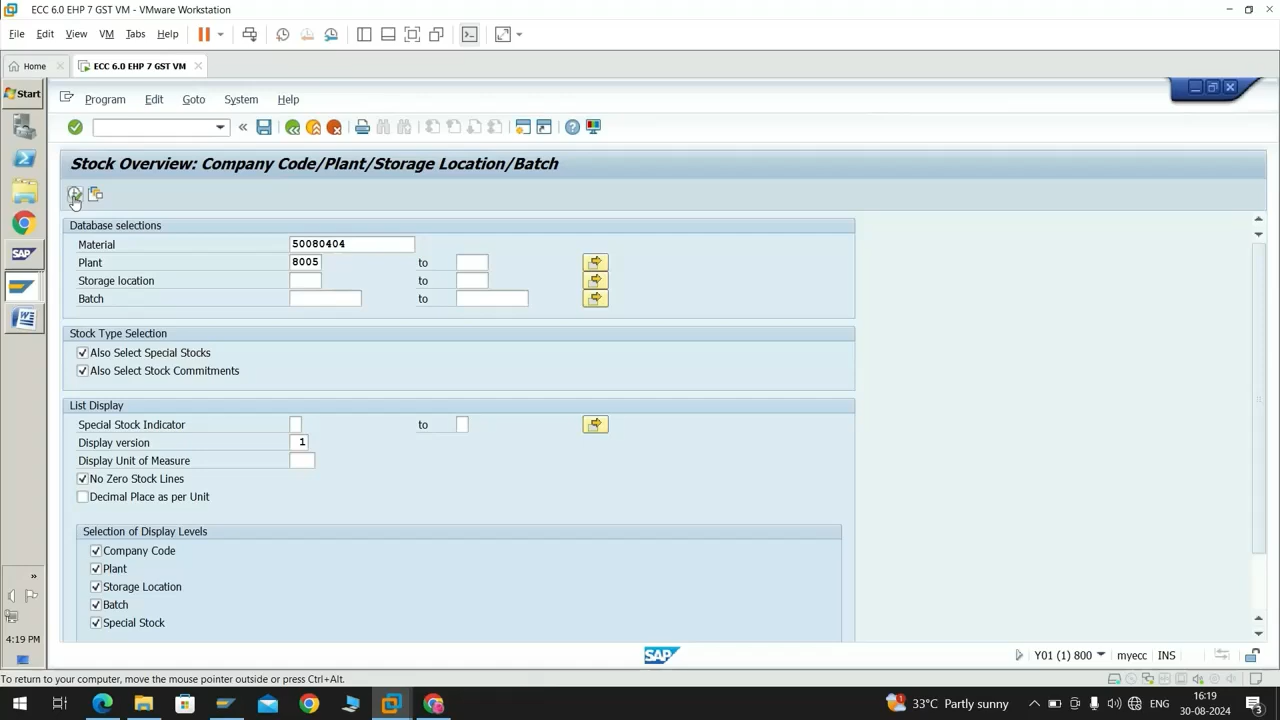 ECC 6.0 EHP 7 GST VM - VMware Workstation
File Edit View VM Tabs Help
Home ECC 6.0 EHP 7 GST VM
Start
Program Edit Goto System Help
Stock Overview: Company Code/Plant/Storage Location/Batch
Database selections
Material 50080404
Plant 8005 to
Storage location to
Batch to
Stock Type Selection
Also Select Special Stocks
Also Select Stock Commitments
List Display
Special Stock Indicator to
Display version 1
Display Unit of Measure
No Zero Stock Lines
Decimal Place as per Unit
Selection of Display Levels
Company Code
Plant
Storage Location
Batch
Special Stock
SAP
4:19 PM
SAP Y01 (1) 800 myecc INS
To return to your computer, move the mouse pointer outside or press Ctrl+Alt.
1 33°C Partly sunny ENG 16:19
30-08-2024 3